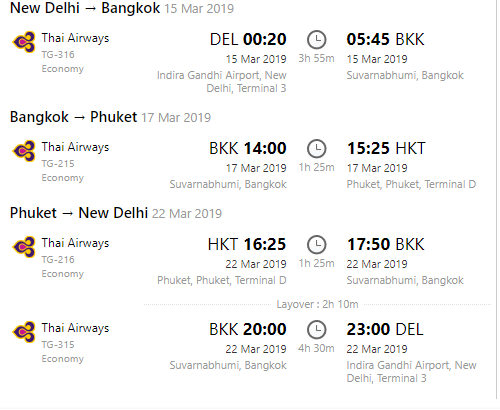 New Delhi → Bangkok 15 Mar 2019
Thai Airways
TG-316
Economy
DEL 00:20
15 Mar 2019
Indira Gandhi Airport, New
Delhi, Terminal 3
3h 55m
05:45 BKK
15 Mar 2019
Suvarnabhumi, Bangkok
Bangkok → Phuket 17 Mar 2019
Thai Airways
TG-215
Economy
BKK 14:00
17 Mar 2019
Suvarnabhumi, Bangkok
1h 25m
15:25 HKT
17 Mar 2019
Phuket, Phuket, Terminal D
Phuket → New Delhi 22 Mar 2019
Thai Airways
TG-216
Economy
HKT 16:25
22 Mar 2019
Phuket, Phuket, Terminal D
1h 25m
17:50 BKK
22 Mar 2019
Suvarnabhumi, Bangkok
Layover : 2h 10m
Thai Airways
TG-315
Economy
BKK 20:00
22 Mar 2019
Suvarnabhumi, Bangkok
4h 30m
23:00 DEL
22 Mar 2019
Indira Gandhi Airport, New
Delhi, Terminal 3